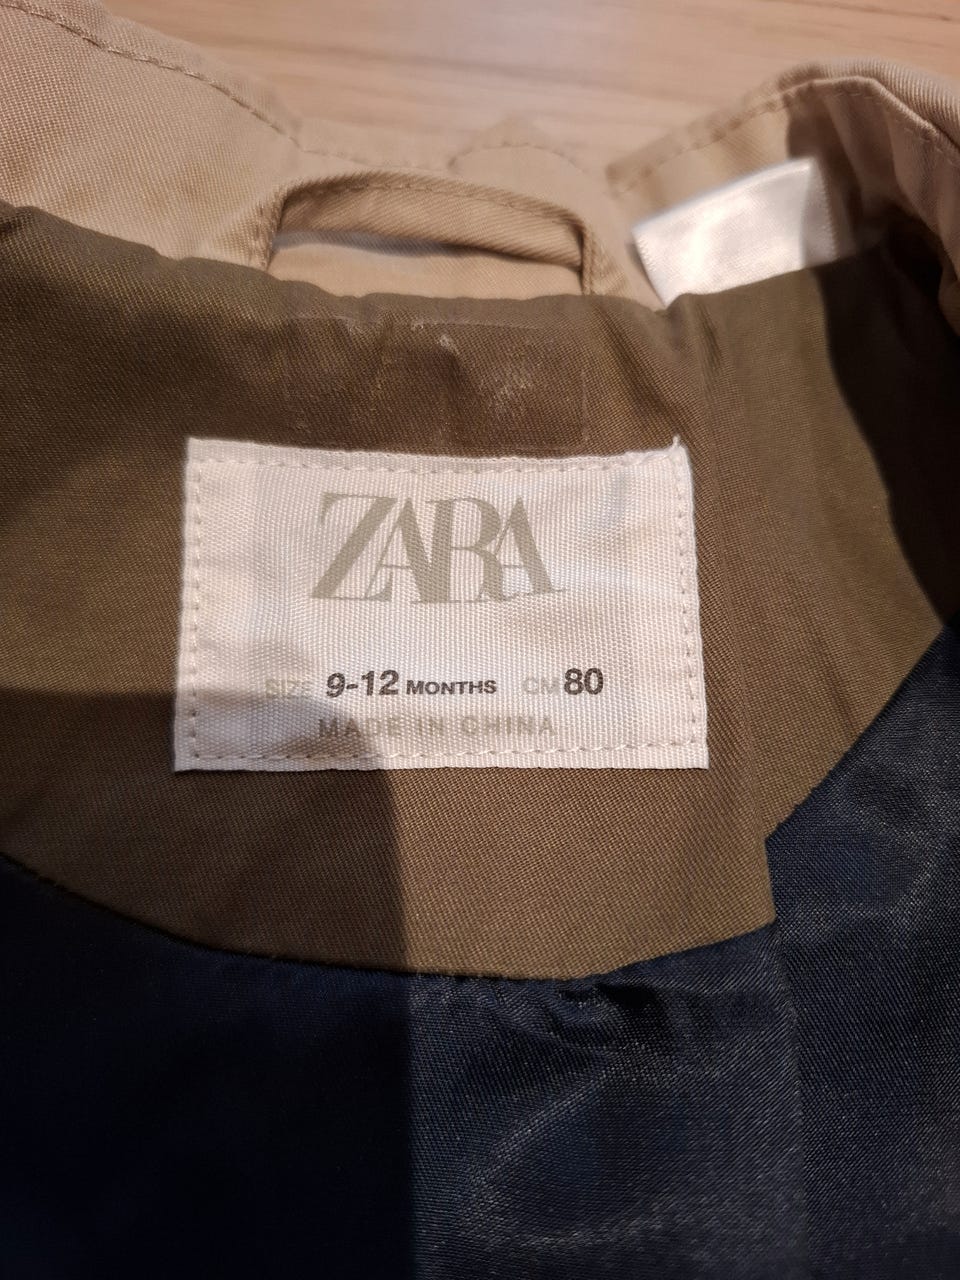 ZARA
SIZE 9-12 MONTHS CM 80
MADE IN CHINA